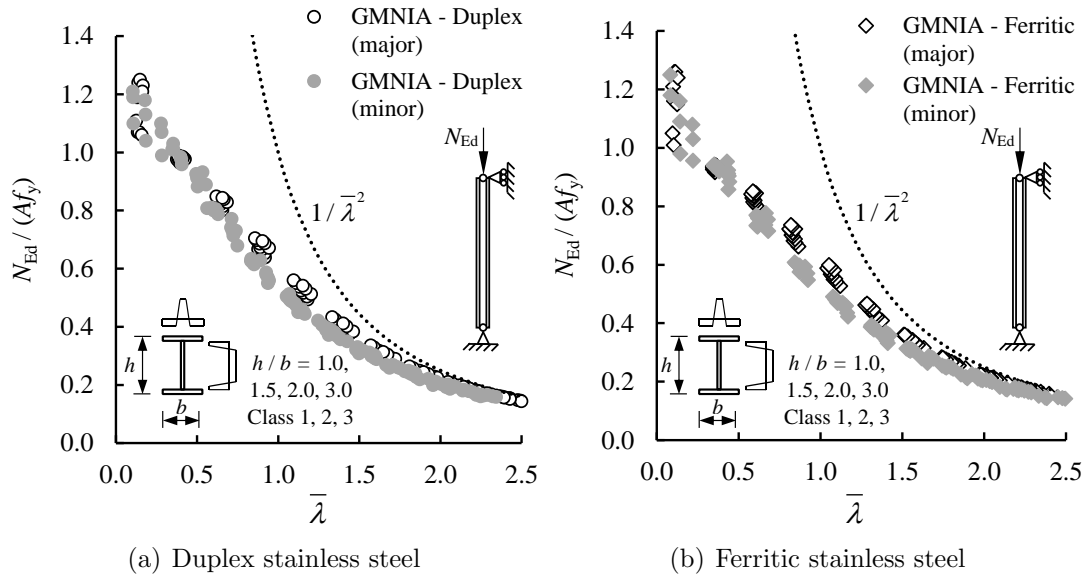 GMNIA - Duplex
(major)
GMNIA - Duplex
(minor)
1.4
1.2
1.0
0.8
0.6
0.4
0.2
0.0
N_Ed / (Af_y)
N_Ed
1 / λ̅²
h
b
h / b = 1.0,
1.5, 2.0, 3.0
Class 1, 2, 3
0.0 0.5 1.0 1.5 2.0 2.5
λ̅
(a) Duplex stainless steel
GMNIA - Ferritic
(major)
GMNIA - Ferritic
(minor)
1.4
1.2
1.0
0.8
0.6
0.4
0.2
0.0
N_Ed / (Af_y)
N_Ed
1 / λ̅²
h
b
h / b = 1.0,
1.5, 2.0, 3.0
Class 1, 2, 3
0.0 0.5 1.0 1.5 2.0 2.5
λ̅
(b) Ferritic stainless steel